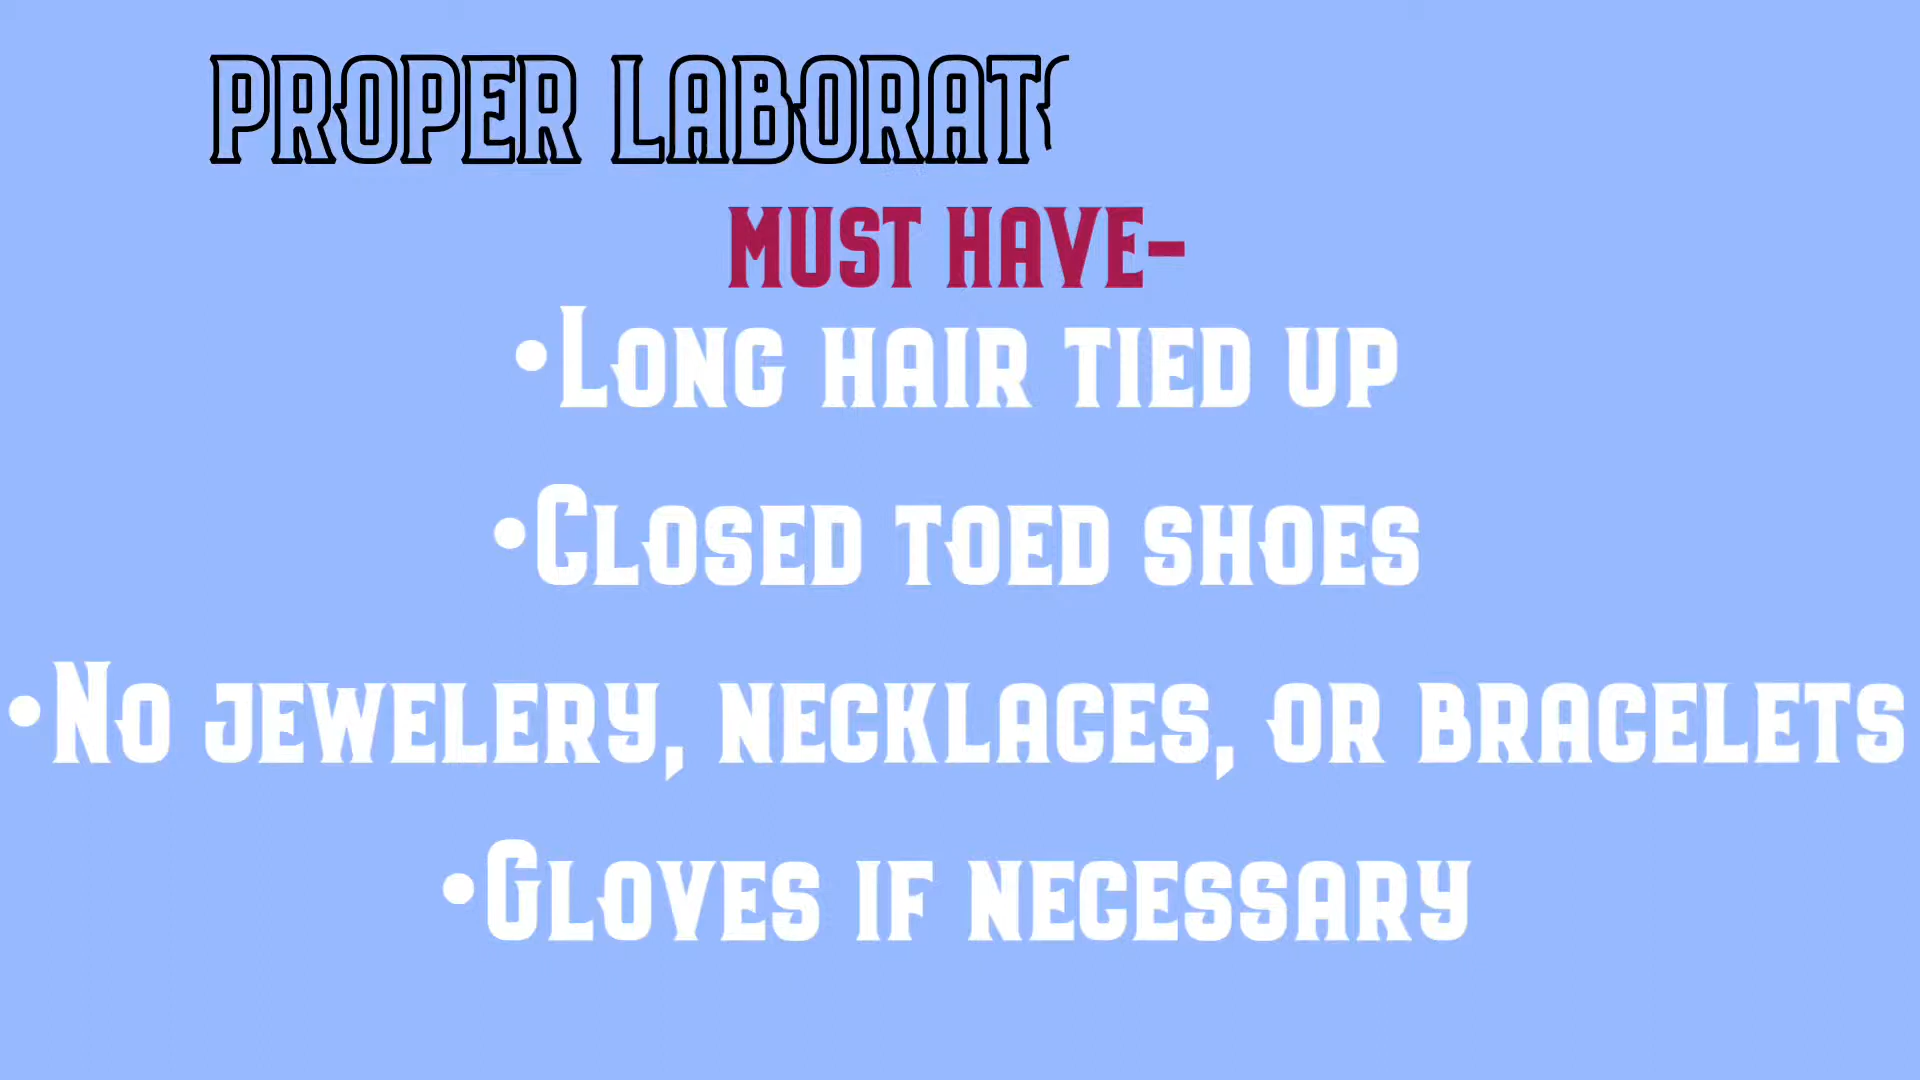 PROPER LABORAT
MUST HAVE-
•Long hair tied up
•Closed toed shoes
•No jewelery, necklaces, or bracelets
•Gloves if necessary